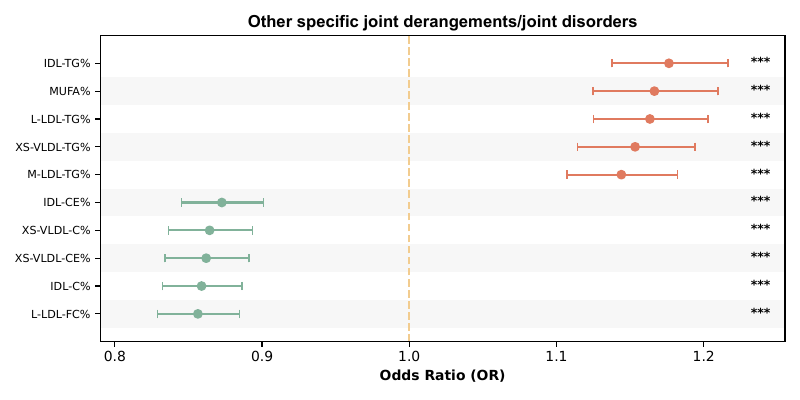 Other specific joint derangements/joint disorders
IDL-TG% ***
MUFA% ***
L-LDL-TG% ***
XS-VLDL-TG% ***
M-LDL-TG% ***
IDL-CE% ***
XS-VLDL-C% ***
XS-VLDL-CE% ***
IDL-C% ***
L-LDL-FC% ***
0.8 0.9 1.0 1.1 1.2
Odds Ratio (OR)